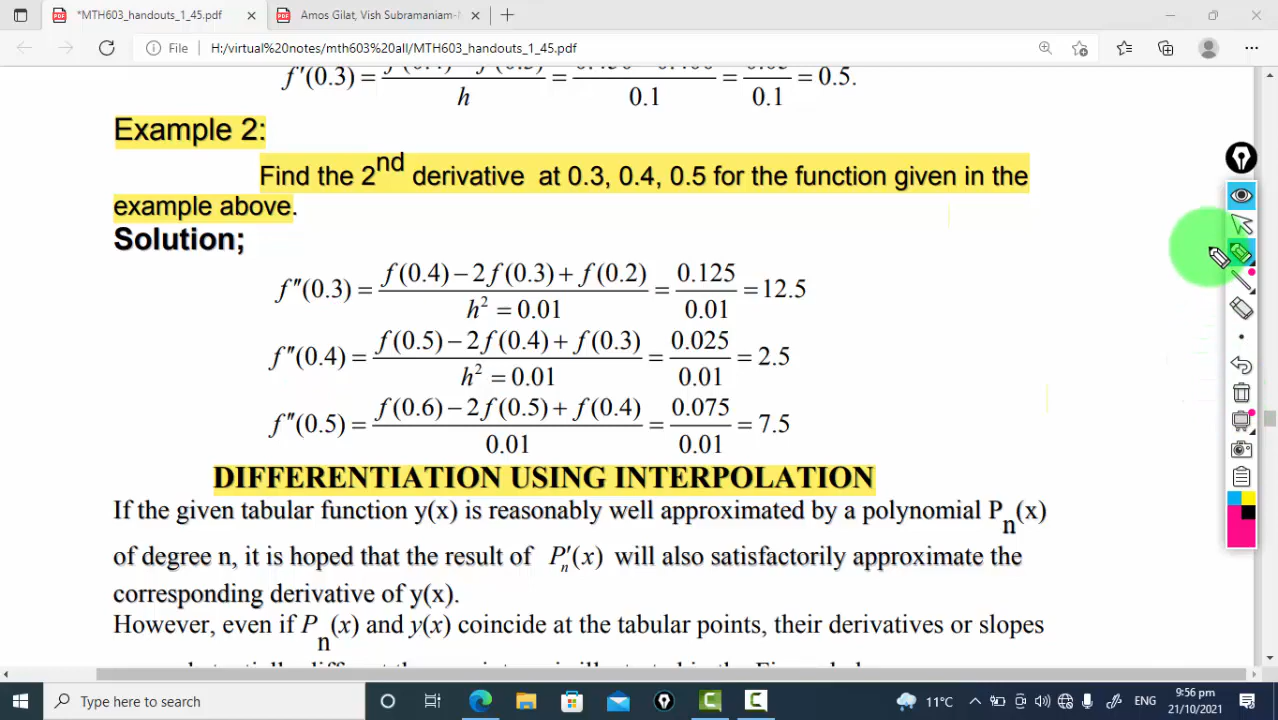 *MTH603_handouts_1_45.pdf
Amos Gilat, Vish Subramaniam-
File H:/virtual%20notes/mth603%20all/MTH603_handouts_1_45.pdf
f′(0.3) = = = = 0.5.
h 0.1 0.1
Example 2:
Find the 2nd derivative at 0.3, 0.4, 0.5 for the function given in the
example above.
Solution;
f″(0.3) = f(0.4) − 2f(0.3) + f(0.2) / h² = 0.01 = 0.125 / 0.01 = 12.5
f″(0.4) = f(0.5) − 2f(0.4) + f(0.3) / h² = 0.01 = 0.025 / 0.01 = 2.5
f″(0.5) = f(0.6) − 2f(0.5) + f(0.4) / 0.01 = 0.075 / 0.01 = 7.5
DIFFERENTIATION USING INTERPOLATION
If the given tabular function y(x) is reasonably well approximated by a polynomial Pn(x)
of degree n, it is hoped that the result of P′n(x) will also satisfactorily approximate the
corresponding derivative of y(x).
However, even if Pn(x) and y(x) coincide at the tabular points, their derivatives or slopes
Type here to search
11°C
ENG
9:56 pm
21/10/2021